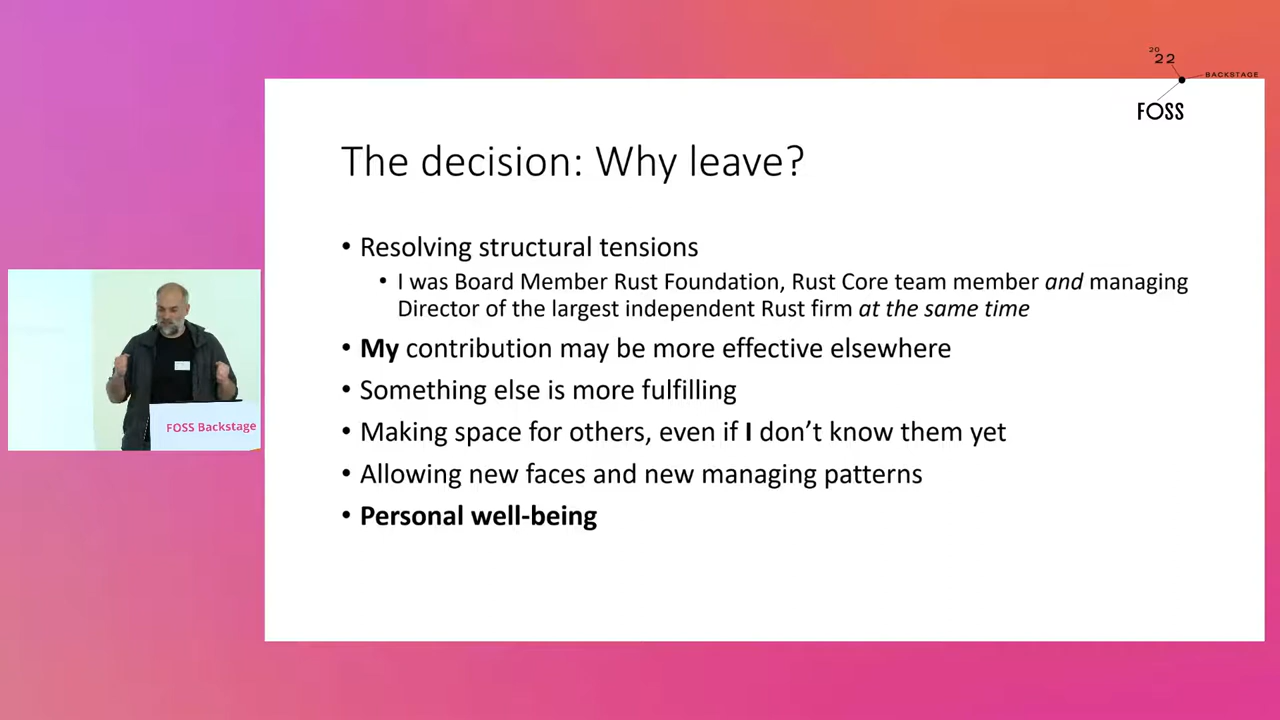 20
22
BACKSTAGE
FOSS
The decision: Why leave?
• Resolving structural tensions
• I was Board Member Rust Foundation, Rust Core team member and managing
Director of the largest independent Rust firm at the same time
• My contribution may be more effective elsewhere
• Something else is more fulfilling
• Making space for others, even if I don’t know them yet
• Allowing new faces and new managing patterns
• Personal well-being
FOSS Backstage